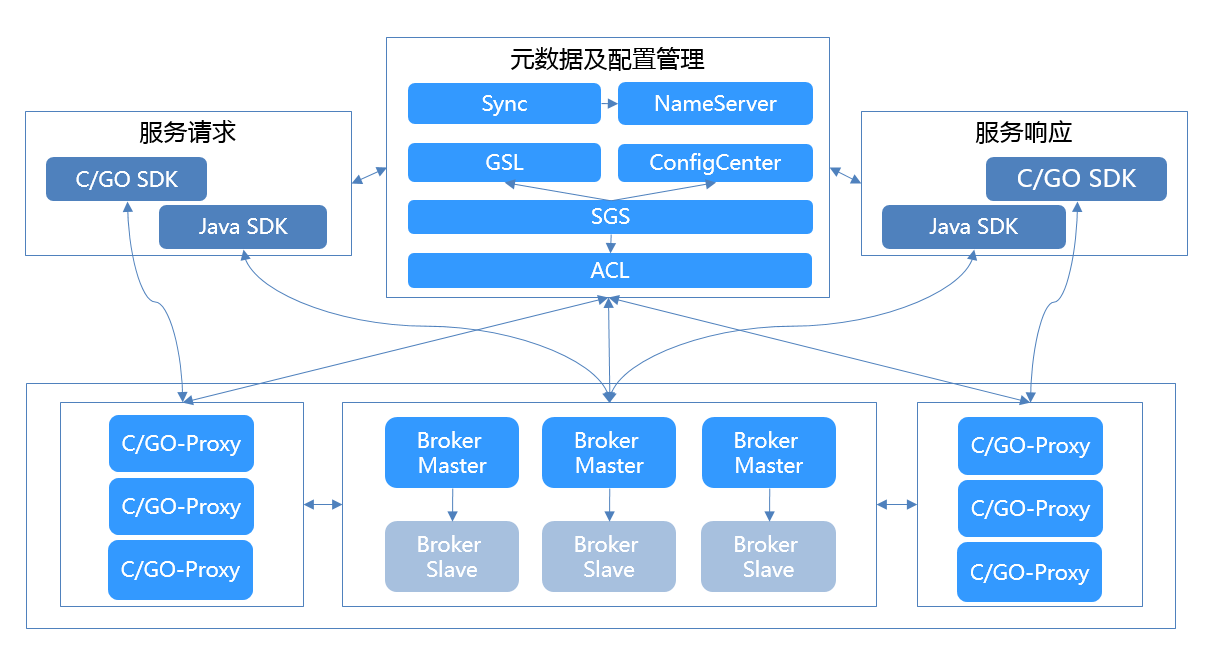 元数据及配置管理
Sync
NameServer
GSL
ConfigCenter
SGS
ACL
服务请求
C/GO SDK
Java SDK
服务响应
C/GO SDK
Java SDK
C/GO-Proxy
C/GO-Proxy
C/GO-Proxy
Broker
Master
Broker
Master
Broker
Master
Broker
Slave
Broker
Slave
Broker
Slave
C/GO-Proxy
C/GO-Proxy
C/GO-Proxy